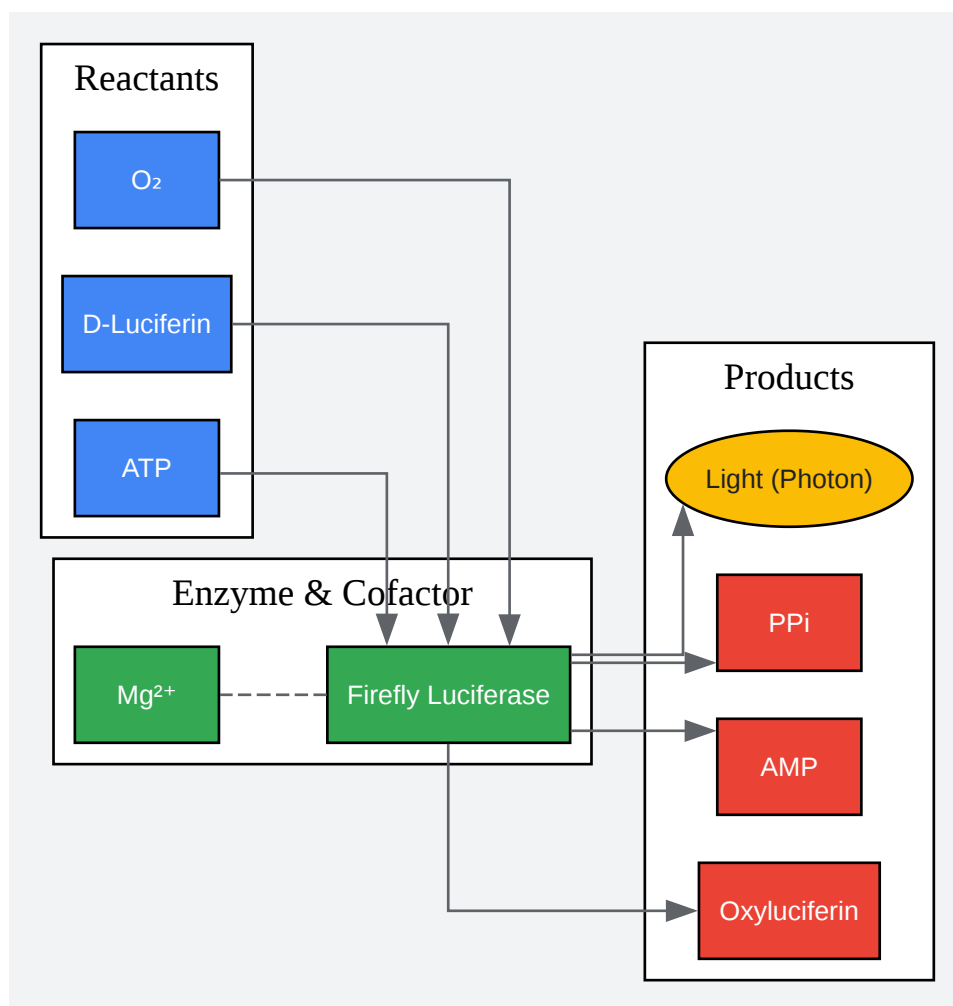 Reactants
O₂
D-Luciferin
ATP
Enzyme & Cofactor
Mg²⁺
Firefly Luciferase
Products
Light (Photon)
PPi
AMP
Oxyluciferin